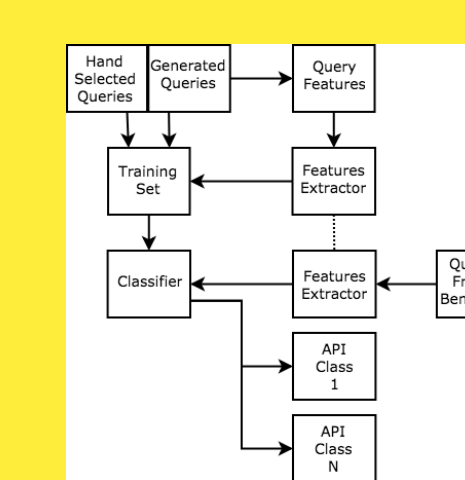 Hand
Selected
Queries
Generated
Queries
Query
Features
Training
Set
Features
Extractor
Classifier
Features
Extractor
API
Class
1
API
Class
N